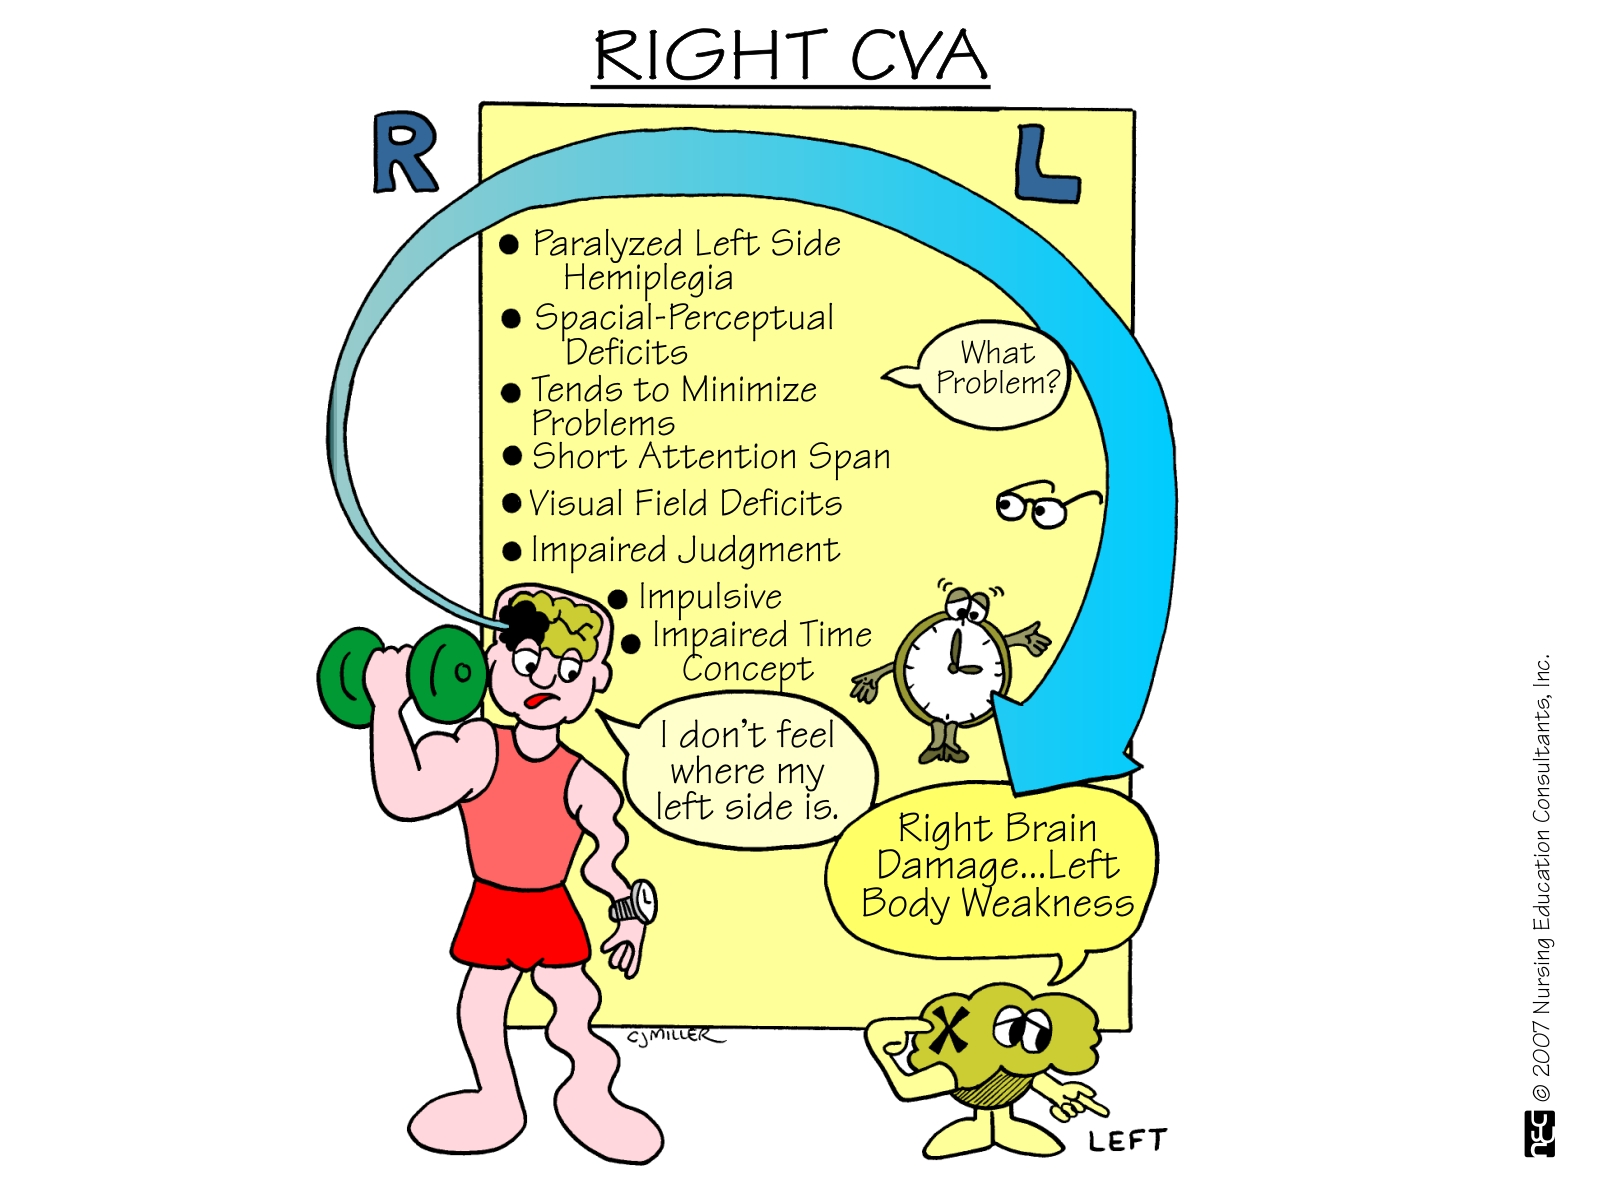 RIGHT CVA
R
L
Paralyzed Left Side
Hemiplegia
Spacial-Perceptual
Deficits
Tends to Minimize
Problems
Short Attention Span
Visual Field Deficits
Impaired Judgment
Impulsive
Impaired Time
Concept
What
Problem?
I don't feel
where my
left side is.
Right Brain
Damage...Left
Body Weakness
X
LEFT
CJMILLER
© 2007 Nursing Education Consultants, Inc.